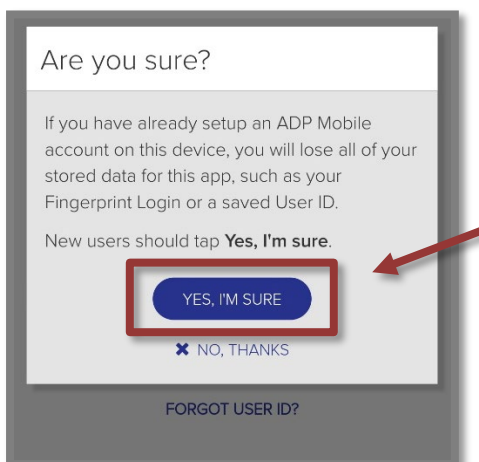 Are you sure?
If you have already setup an ADP Mobile
account on this device, you will lose all of your
stored data for this app, such as your
Fingerprint Login or a saved User ID.
New users should tap Yes, I'm sure.
YES, I'M SURE
✖ NO, THANKS
FORGOT USER ID?